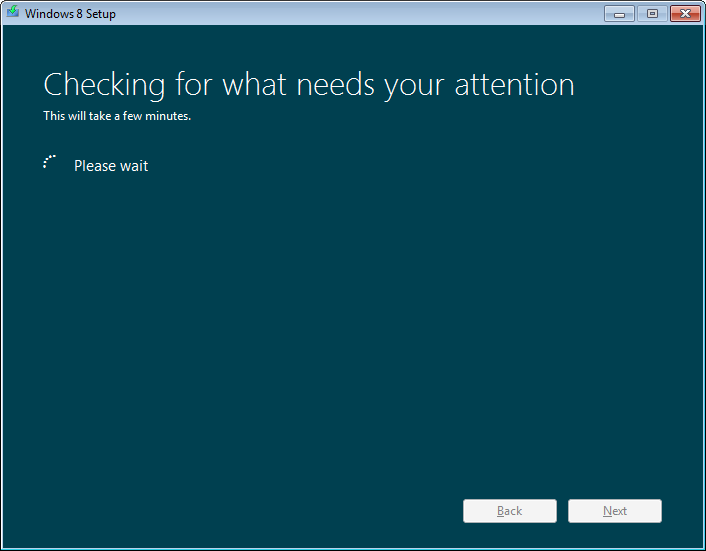 Windows 8 Setup
Checking for what needs your attention
This will take a few minutes.
Please wait
Back Next